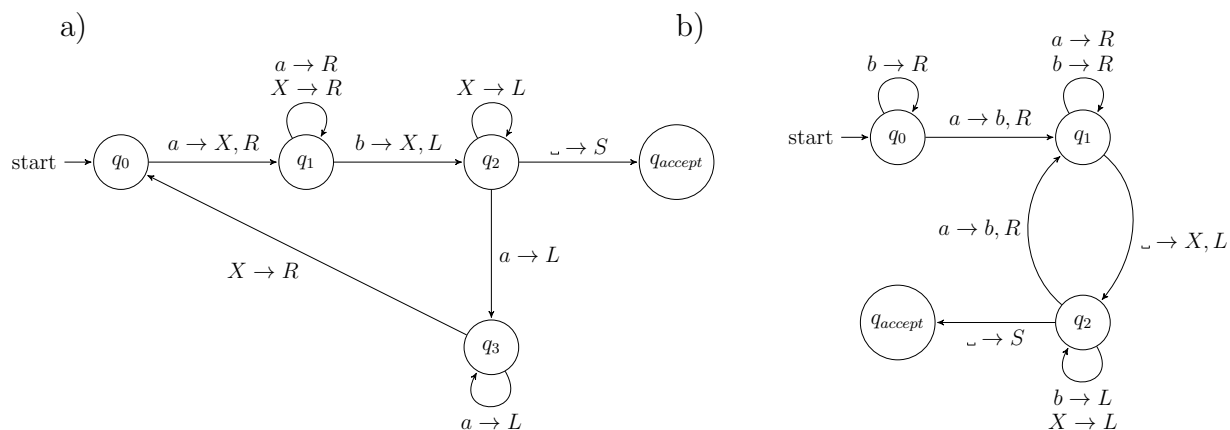 a)
a → R
X → R
X → L
start
q0
a → X, R
q1
b → X, L
q2
␣ → S
qaccept
X → R
a → L
q3
a → L
b)
a → R
b → R
b → R
start
q0
a → b, R
q1
a → b, R
␣ → X, L
qaccept
␣ → S
q2
b → L
X → L